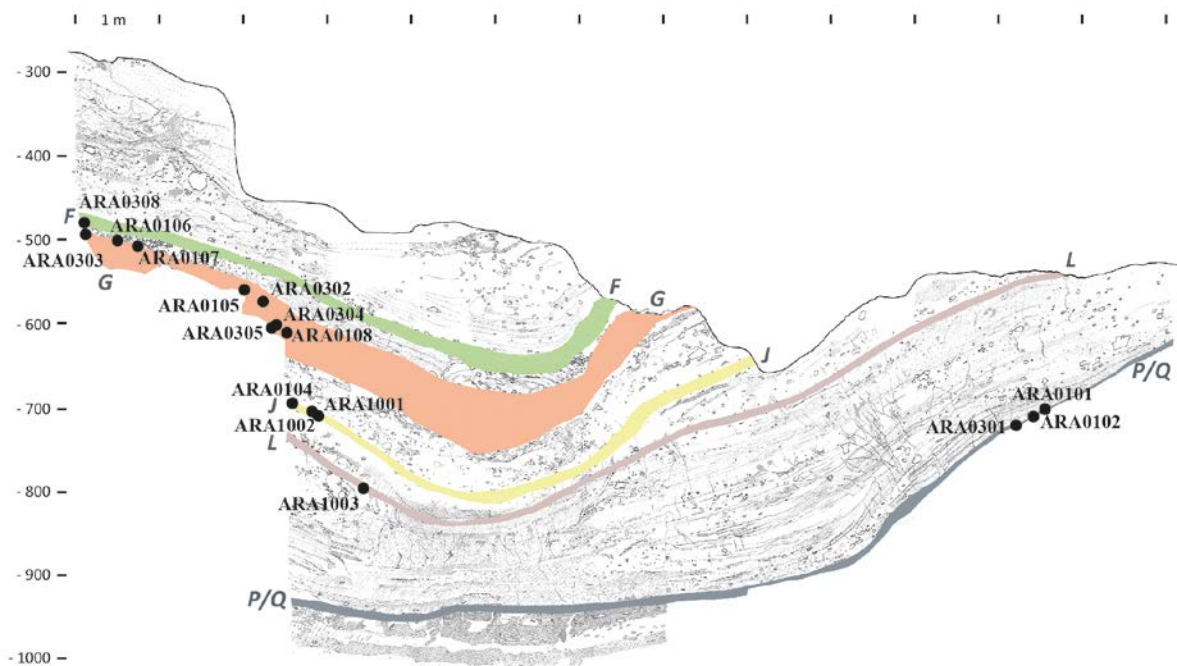 1 m
- 300
- 400
ARA0308
F
ARA0106
- 500
ARA0303
ARA0107
G
ARA0302
ARA0105
F
G
L
ARA0304
- 600
ARA0305
ARA0108
J
P/Q
ARA0104
ARA1001
ARA0101
- 700
J
ARA1002
ARA0301
ARA0102
L
- 800
ARA1003
- 900
P/Q
- 1000